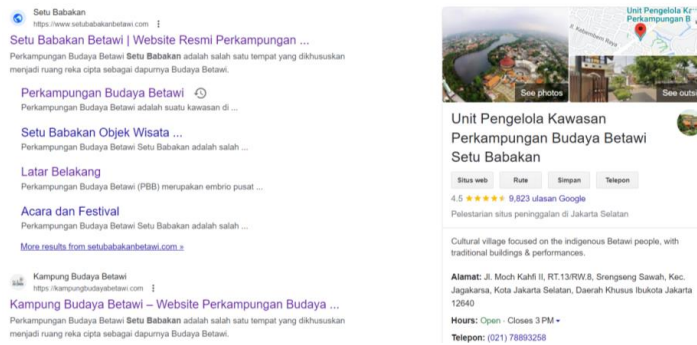 Setu Babakan
https://www.setubabakanbetawi.com
Setu Babakan Betawi | Website Resmi Perkampungan ...
Perkampungan Budaya Betawi Setu Babakan adalah salah satu tempat yang dikhususkan
menjadi ruang reka cipta sebagai dapurnya Budaya Betawi.
Perkampungan Budaya Betawi
Perkampungan Budaya Betawi adalah suatu kawasan di ...
Setu Babakan Objek Wisata ...
Perkampungan Budaya Betawi Setu Babakan adalah salah ...
Latar Belakang
Perkampungan Budaya Betawi (PBB) merupakan embrio pusat ...
Acara dan Festival
Perkampungan Budaya Betawi Setu Babakan adalah salah ...
More results from setubabakanbetawi.com »
Kampung Budaya Betawi
https://kampungbudayabetawi.com
Kampung Budaya Betawi – Website Perkampungan Budaya ...
Perkampungan Budaya Betawi Setu Babakan adalah salah satu tempat yang dikhususkan
menjadi ruang reka cipta sebagai dapurnya Budaya Betawi.
Unit Pengelola Ka
Perkampungan B
Jl. Kobembem Raya
See photos
See outsi
Unit Pengelola Kawasan
Perkampungan Budaya Betawi
Setu Babakan
Situs web
Rute
Simpan
Telepon
4.5 9,823 ulasan Google
Pelestarian situs peninggalan di Jakarta Selatan
Cultural village focused on the indigenous Betawi people, with
traditional buildings & performances.
Alamat: Jl. Moch Kahfi II, RT.13/RW.8, Srengseng Sawah, Kec.
Jagakarsa, Kota Jakarta Selatan, Daerah Khusus Ibukota Jakarta
12640
Hours: Open · Closes 3 PM
Telepon: (021) 78893258